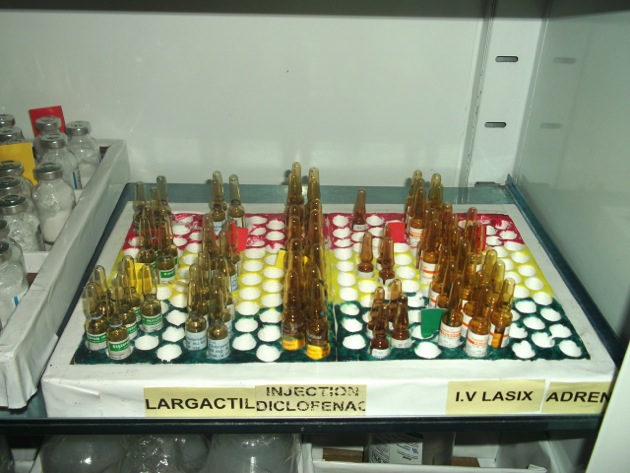 LARGACTIL
INJECTION
DICLOFENAC
I.V LASIX
ADREN